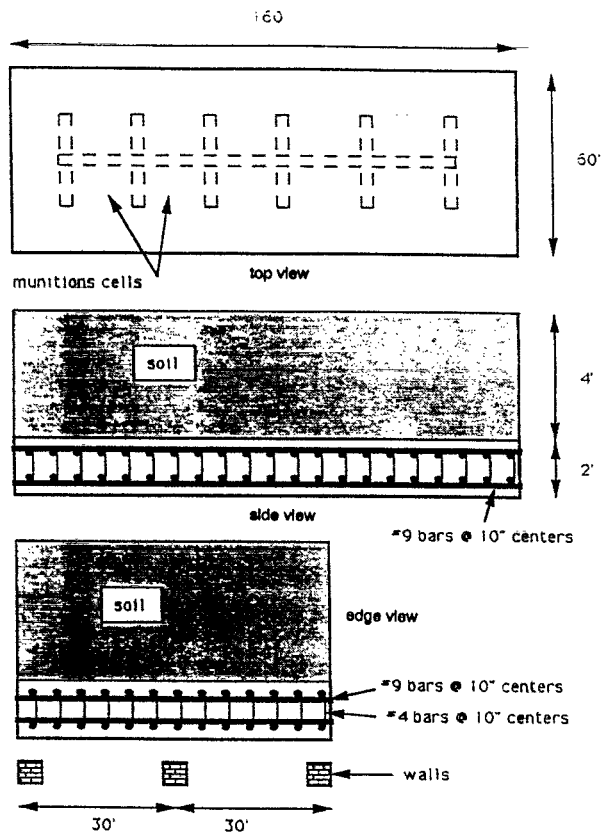 160
60'
munitions cells
top view
soil
4'
2'
side view
#9 bars @ 10" centers
soil
edge view
#9 bars @ 10" centers
#4 bars @ 10" centers
walls
30'
30'